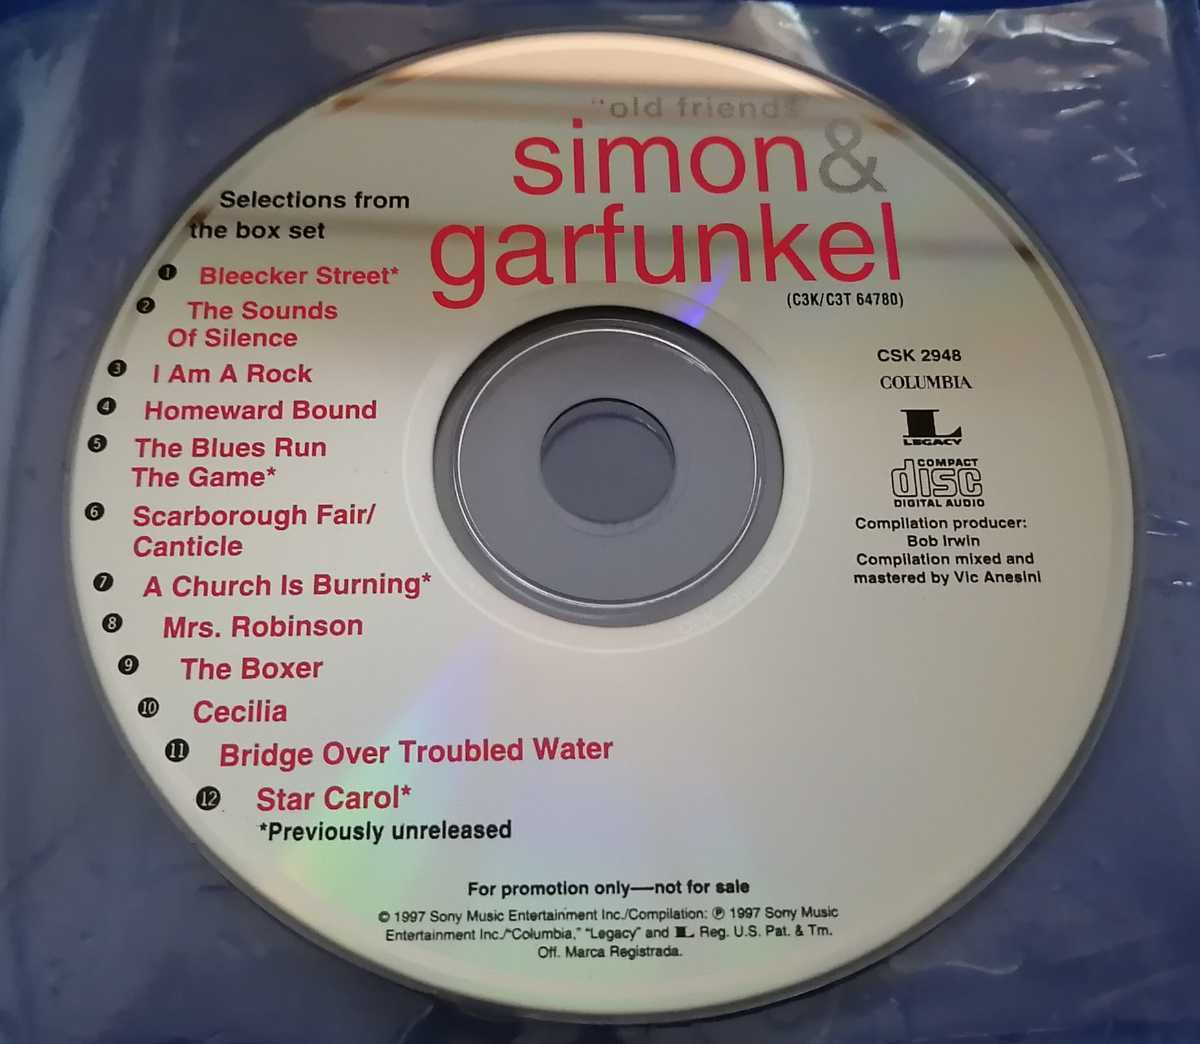 "old friends"
simon &
garfunkel
(C3K/C3T 64780)
Selections from
the box set
1 Bleecker Street*
2 The Sounds
Of Silence
3 I Am A Rock
4 Homeward Bound
5 The Blues Run
The Game*
6 Scarborough Fair/
Canticle
7 A Church Is Burning*
8 Mrs. Robinson
9 The Boxer
10 Cecilia
11 Bridge Over Troubled Water
12 Star Carol*
*Previously unreleased
CSK 2948
COLUMBIA
L
LEGACY
COMPACT
disc
DIGITAL AUDIO
Compilation producer:
Bob Irwin
Compilation mixed and
mastered by Vic Anesini
For promotion only—not for sale
© 1997 Sony Music Entertainment Inc./Compilation: ℗ 1997 Sony Music
Entertainment Inc./"Columbia," "Legacy" and L Reg. U.S. Pat. & Tm.
Off. Marca Registrada.